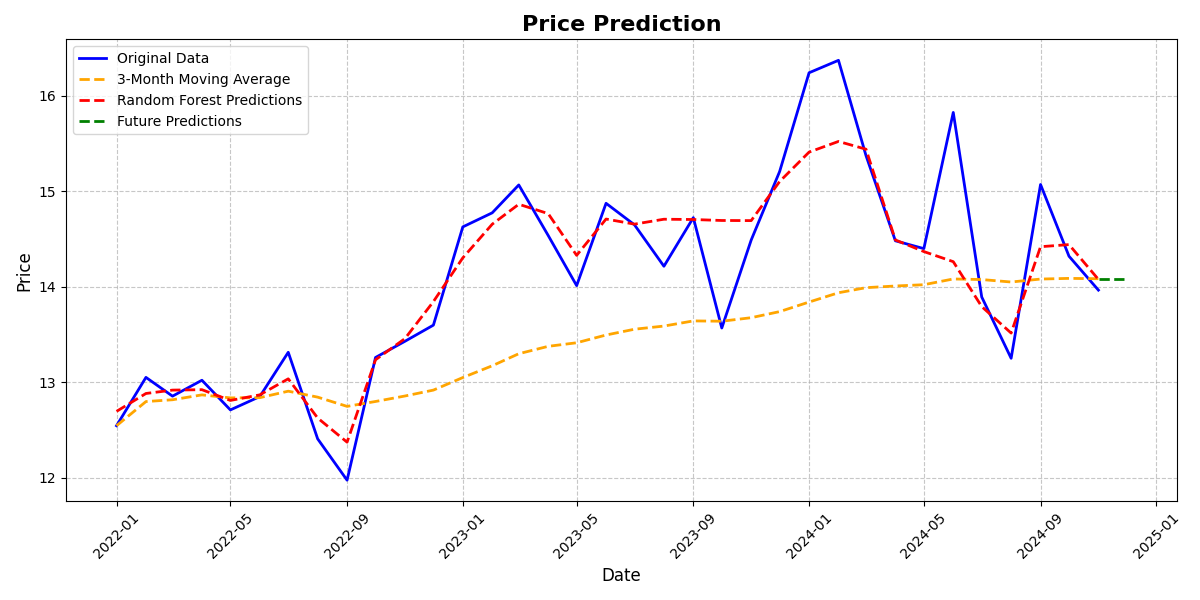 Price Prediction
Original Data
3-Month Moving Average
Random Forest Predictions
Future Predictions
Price
16
15
14
13
12
2022-01
2022-05
2022-09
2023-01
2023-05
2023-09
2024-01
2024-05
2024-09
2025-01
Date